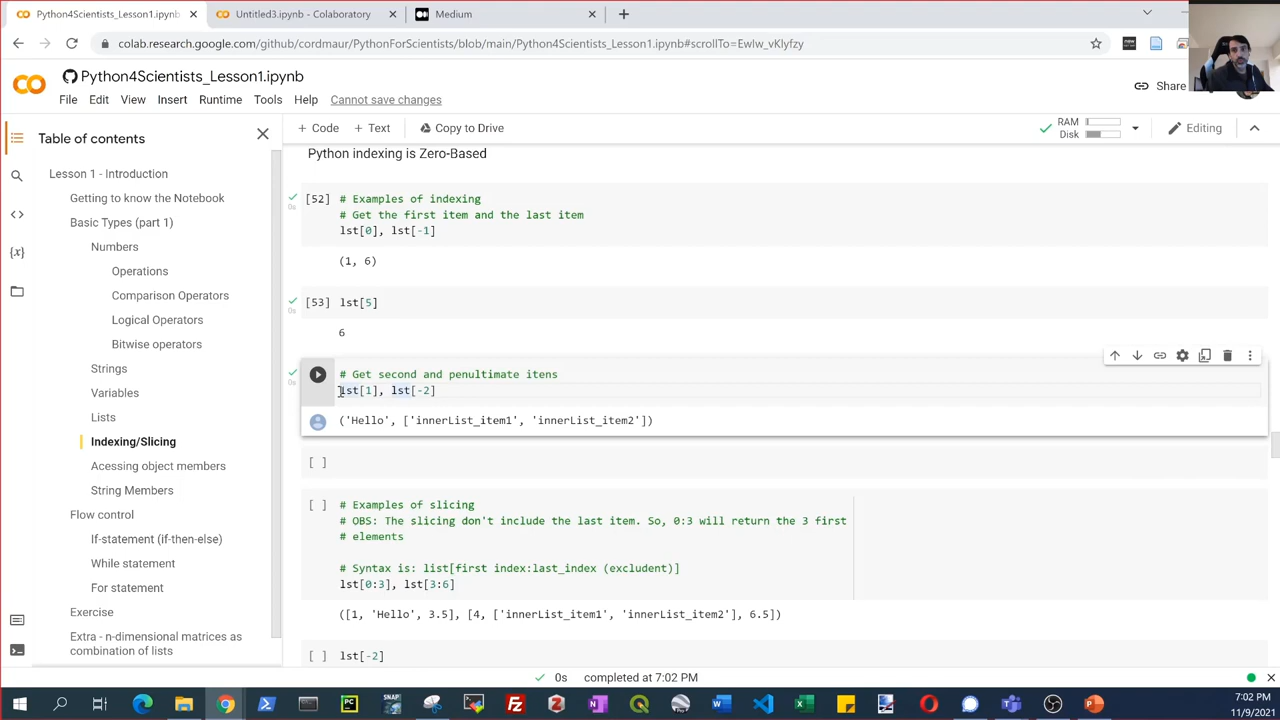 Python4Scientists_Lesson1.ipynb
Untitled3.ipynb - Colaboratory
Medium
colab.research.google.com/github/cordmaur/PythonForScientists/blob/main/Python4Scientists_Lesson1.ipynb#scrollTo=EwIw_vKIyfzy
Python4Scientists_Lesson1.ipynb
File Edit View Insert Runtime Tools Help Cannot save changes
Share
Table of contents
+ Code + Text Copy to Drive
RAM
Disk
Editing
Lesson 1 - Introduction
Getting to know the Notebook
Basic Types (part 1)
Numbers
Operations
Comparison Operators
Logical Operators
Bitwise operators
Strings
Variables
Lists
Indexing/Slicing
Acessing object members
String Members
Flow control
If-statement (if-then-else)
While statement
For statement
Exercise
Extra - n-dimensional matrices as
combination of lists
Python indexing is Zero-Based
[52] # Examples of indexing
0s
# Get the first item and the last item
lst[0], lst[-1]
(1, 6)
[53] lst[5]
0s
6
# Get second and penultimate itens
0s
lst[1], lst[-2]
('Hello', ['innerList_item1', 'innerList_item2'])
[ ]
[ ] # Examples of slicing
# OBS: The slicing don't include the last item. So, 0:3 will return the 3 first
# elements
# Syntax is: list[first index:last_index (excludent)]
lst[0:3], lst[3:6]
([1, 'Hello', 3.5], [4, ['innerList_item1', 'innerList_item2'], 6.5])
[ ] lst[-2]
0s completed at 7:02 PM
7:02 PM
11/9/2021